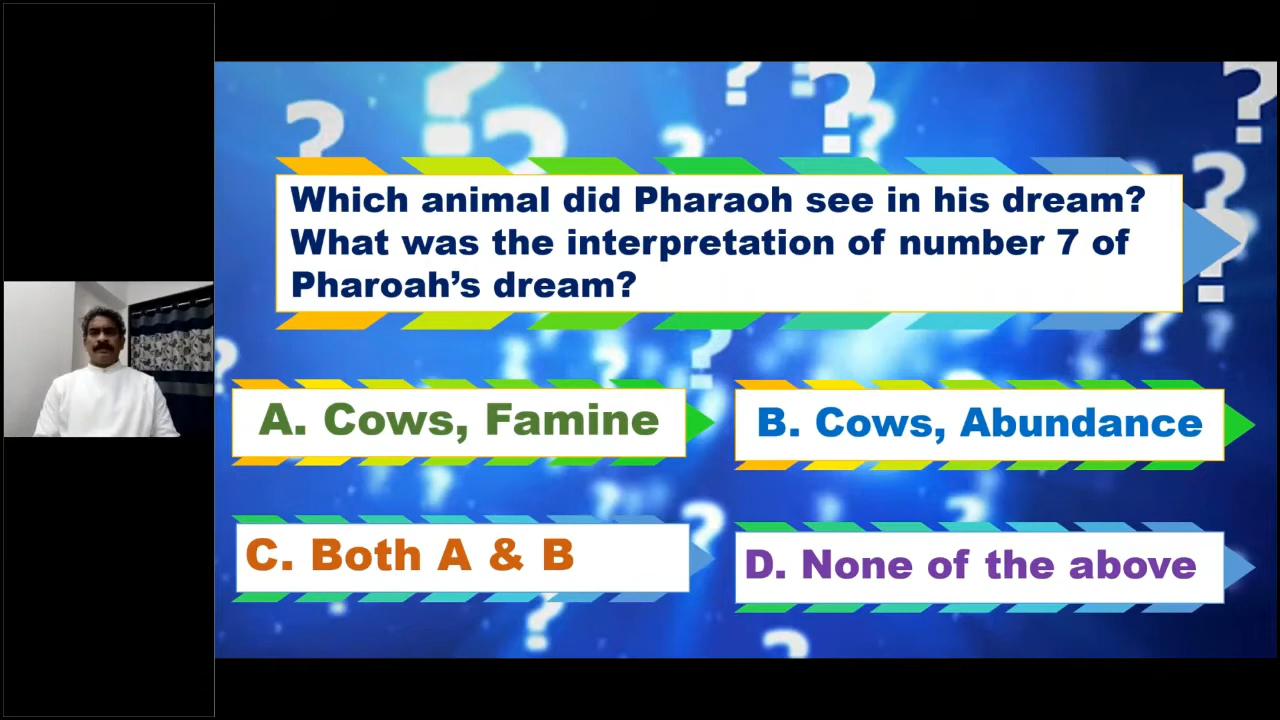 Which animal did Pharaoh see in his dream?
What was the interpretation of number 7 of
Pharoah's dream?
A. Cows, Famine
B. Cows, Abundance
C. Both A & B
D. None of the above